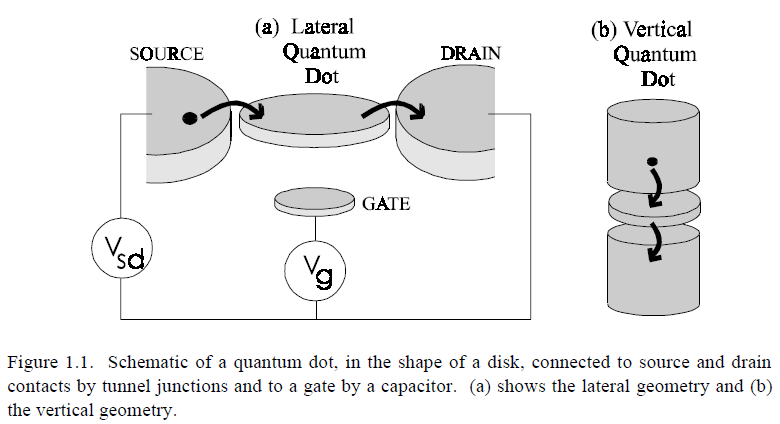 (a) Lateral
Quantum
Dot
SOURCE
DRAIN
GATE
Vsd
Vg
(b) Vertical
Quantum
Dot
Figure 1.1. Schematic of a quantum dot, in the shape of a disk, connected to source and drain
contacts by tunnel junctions and to a gate by a capacitor. (a) shows the lateral geometry and (b)
the vertical geometry.